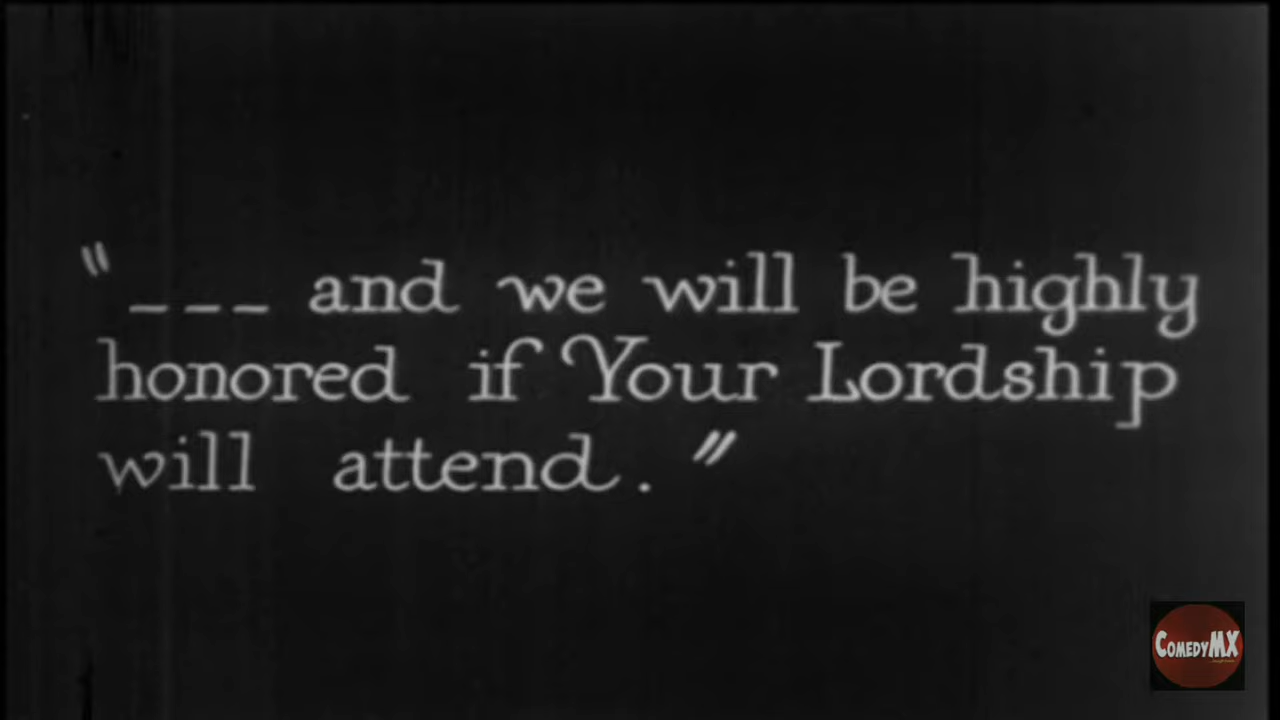 "--- and we will be highly
honored if Your Lordship
will attend."
COMEDYMX